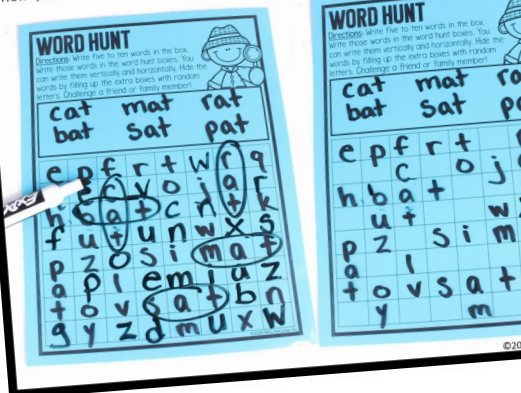 WORD HUNT
Directions: Write five to ten words in the box.
Write those words in the word hunt boxes. You
can write them vertically and horizontally. Hide the
words by filling up the extra boxes with random
letters. Challenge a friend or family member!
cat mat rat
bat sat pat
e p f r t w r q
c v o j a r
h b a t c n t k
f u t u n w x s
p z o s i m a t
a p l e m l u z
t o v s a t b n
g y z d m u x w
EXPO
WORD HUNT
Directions: Write five to ten words in the box.
Write those words in the word hunt boxes. You
can write them vertically and horizontally. Hide the
words by filling up the extra boxes with random
letters. Challenge a friend or family member!
cat mat
bat sat pat
e p f r t
c o j
h b a t
u t w
p z s i m
a l
t o v s a t
y m
©20